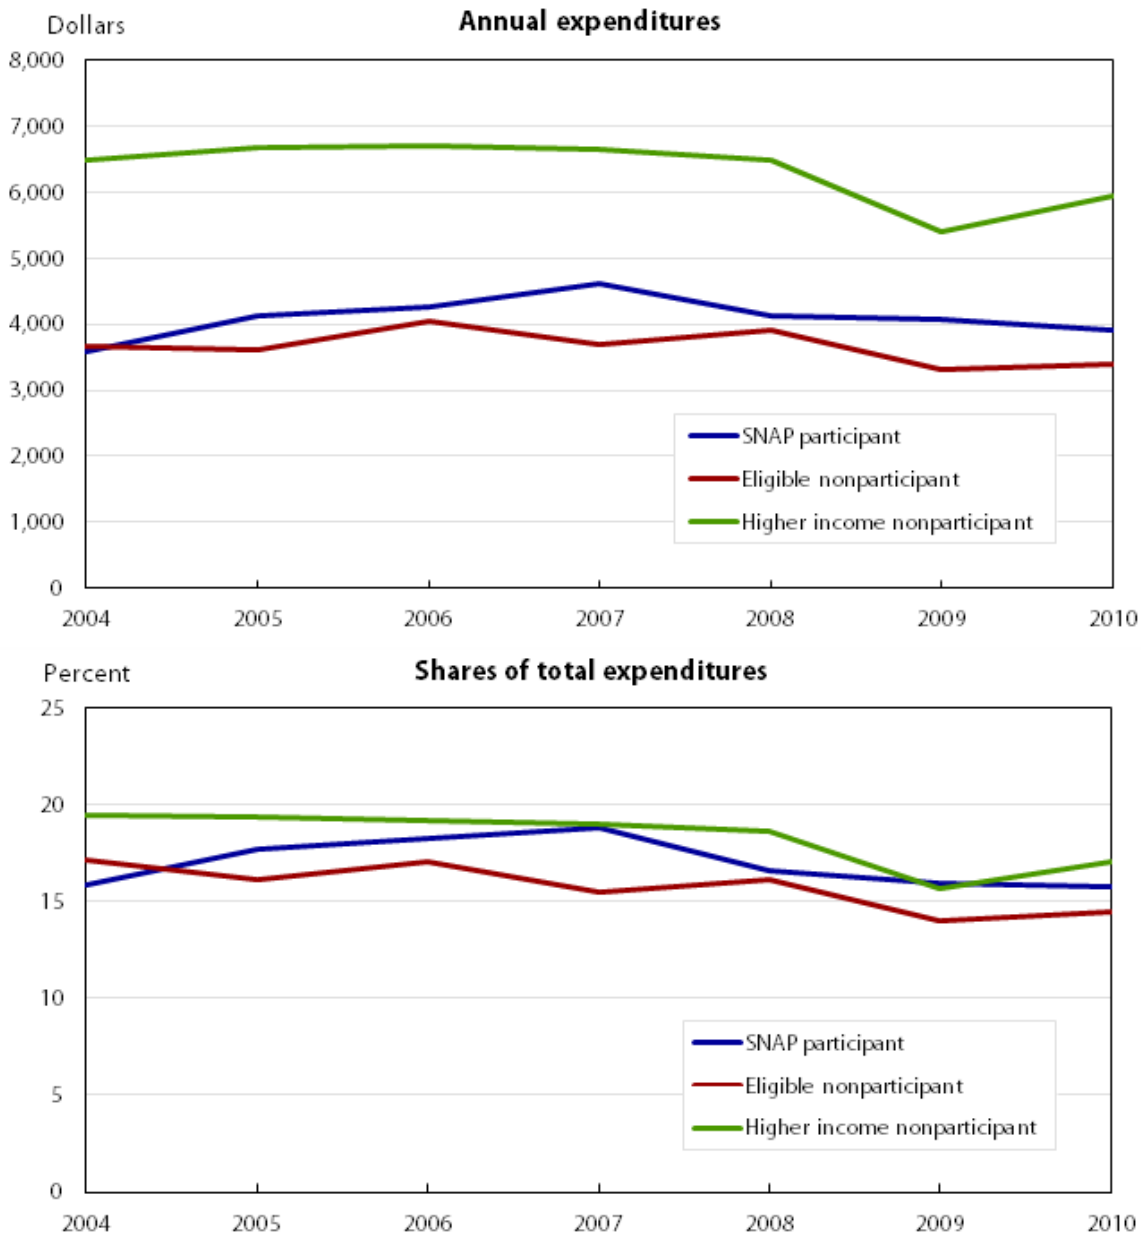 Annual expenditures
Dollars
8,000
7,000
6,000
5,000
4,000
3,000
2,000
1,000
0
SNAP participant
Eligible nonparticipant
Higher income nonparticipant
2004 2005 2006 2007 2008 2009 2010
Shares of total expenditures
Percent
25
20
15
10
5
0
SNAP participant
Eligible nonparticipant
Higher income nonparticipant
2004 2005 2006 2007 2008 2009 2010